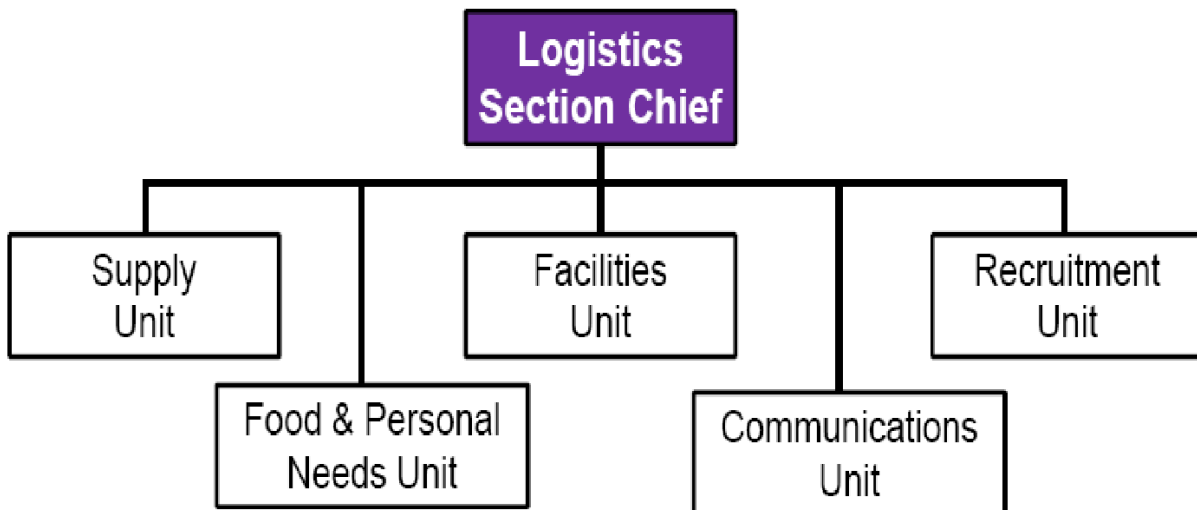 Logistics
Section Chief
Supply
Unit
Facilities
Unit
Recruitment
Unit
Food & Personal
Needs Unit
Communications
Unit